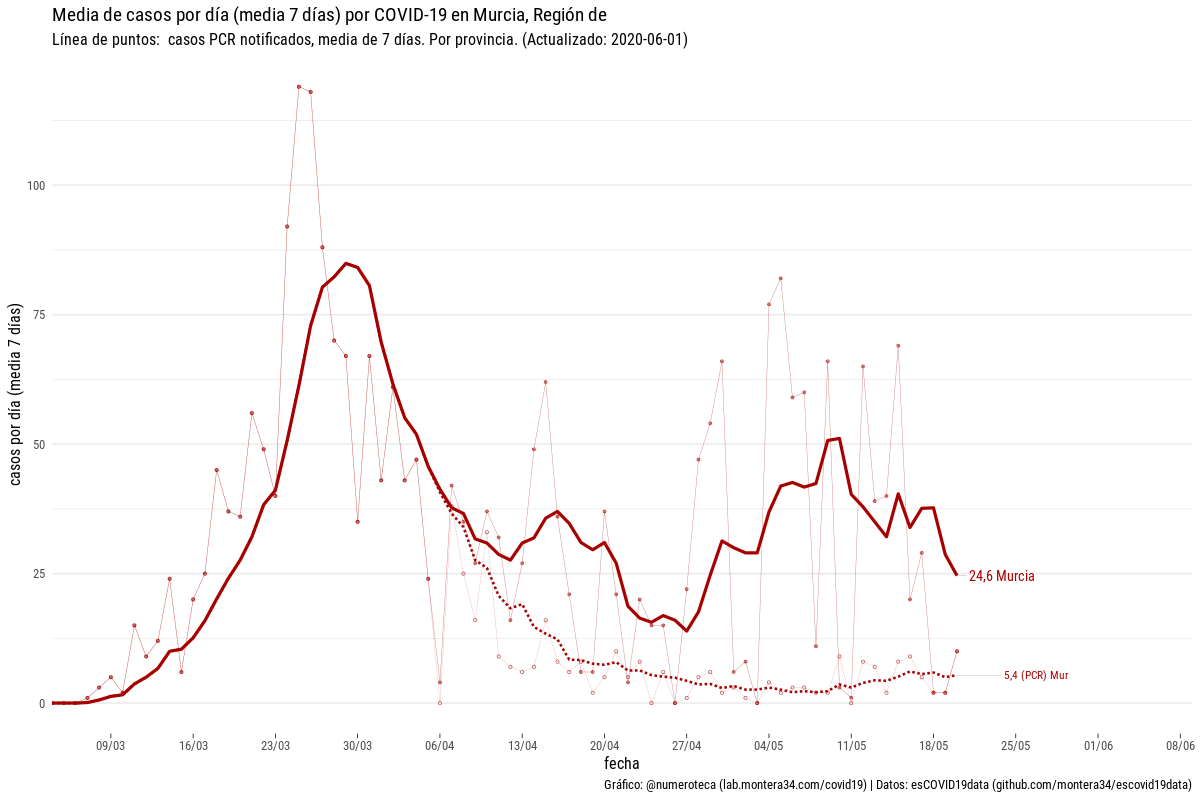 Media de casos por día (media 7 días) por COVID-19 en Murcia, Región de
Línea de puntos:  casos PCR notificados, media de 7 días. Por provincia. (Actualizado: 2020-06-01)
casos por día (media 7 días)
100
75
50
25
0
24,6 Murcia
5,4 (PCR) Mur
09/03
16/03
23/03
30/03
06/04
13/04
20/04
27/04
04/05
11/05
18/05
25/05
01/06
08/06
fecha
Gráfico: @numeroteca (lab.montera34.com/covid19) | Datos: esCOVID19data (github.com/montera34/escovid19data)